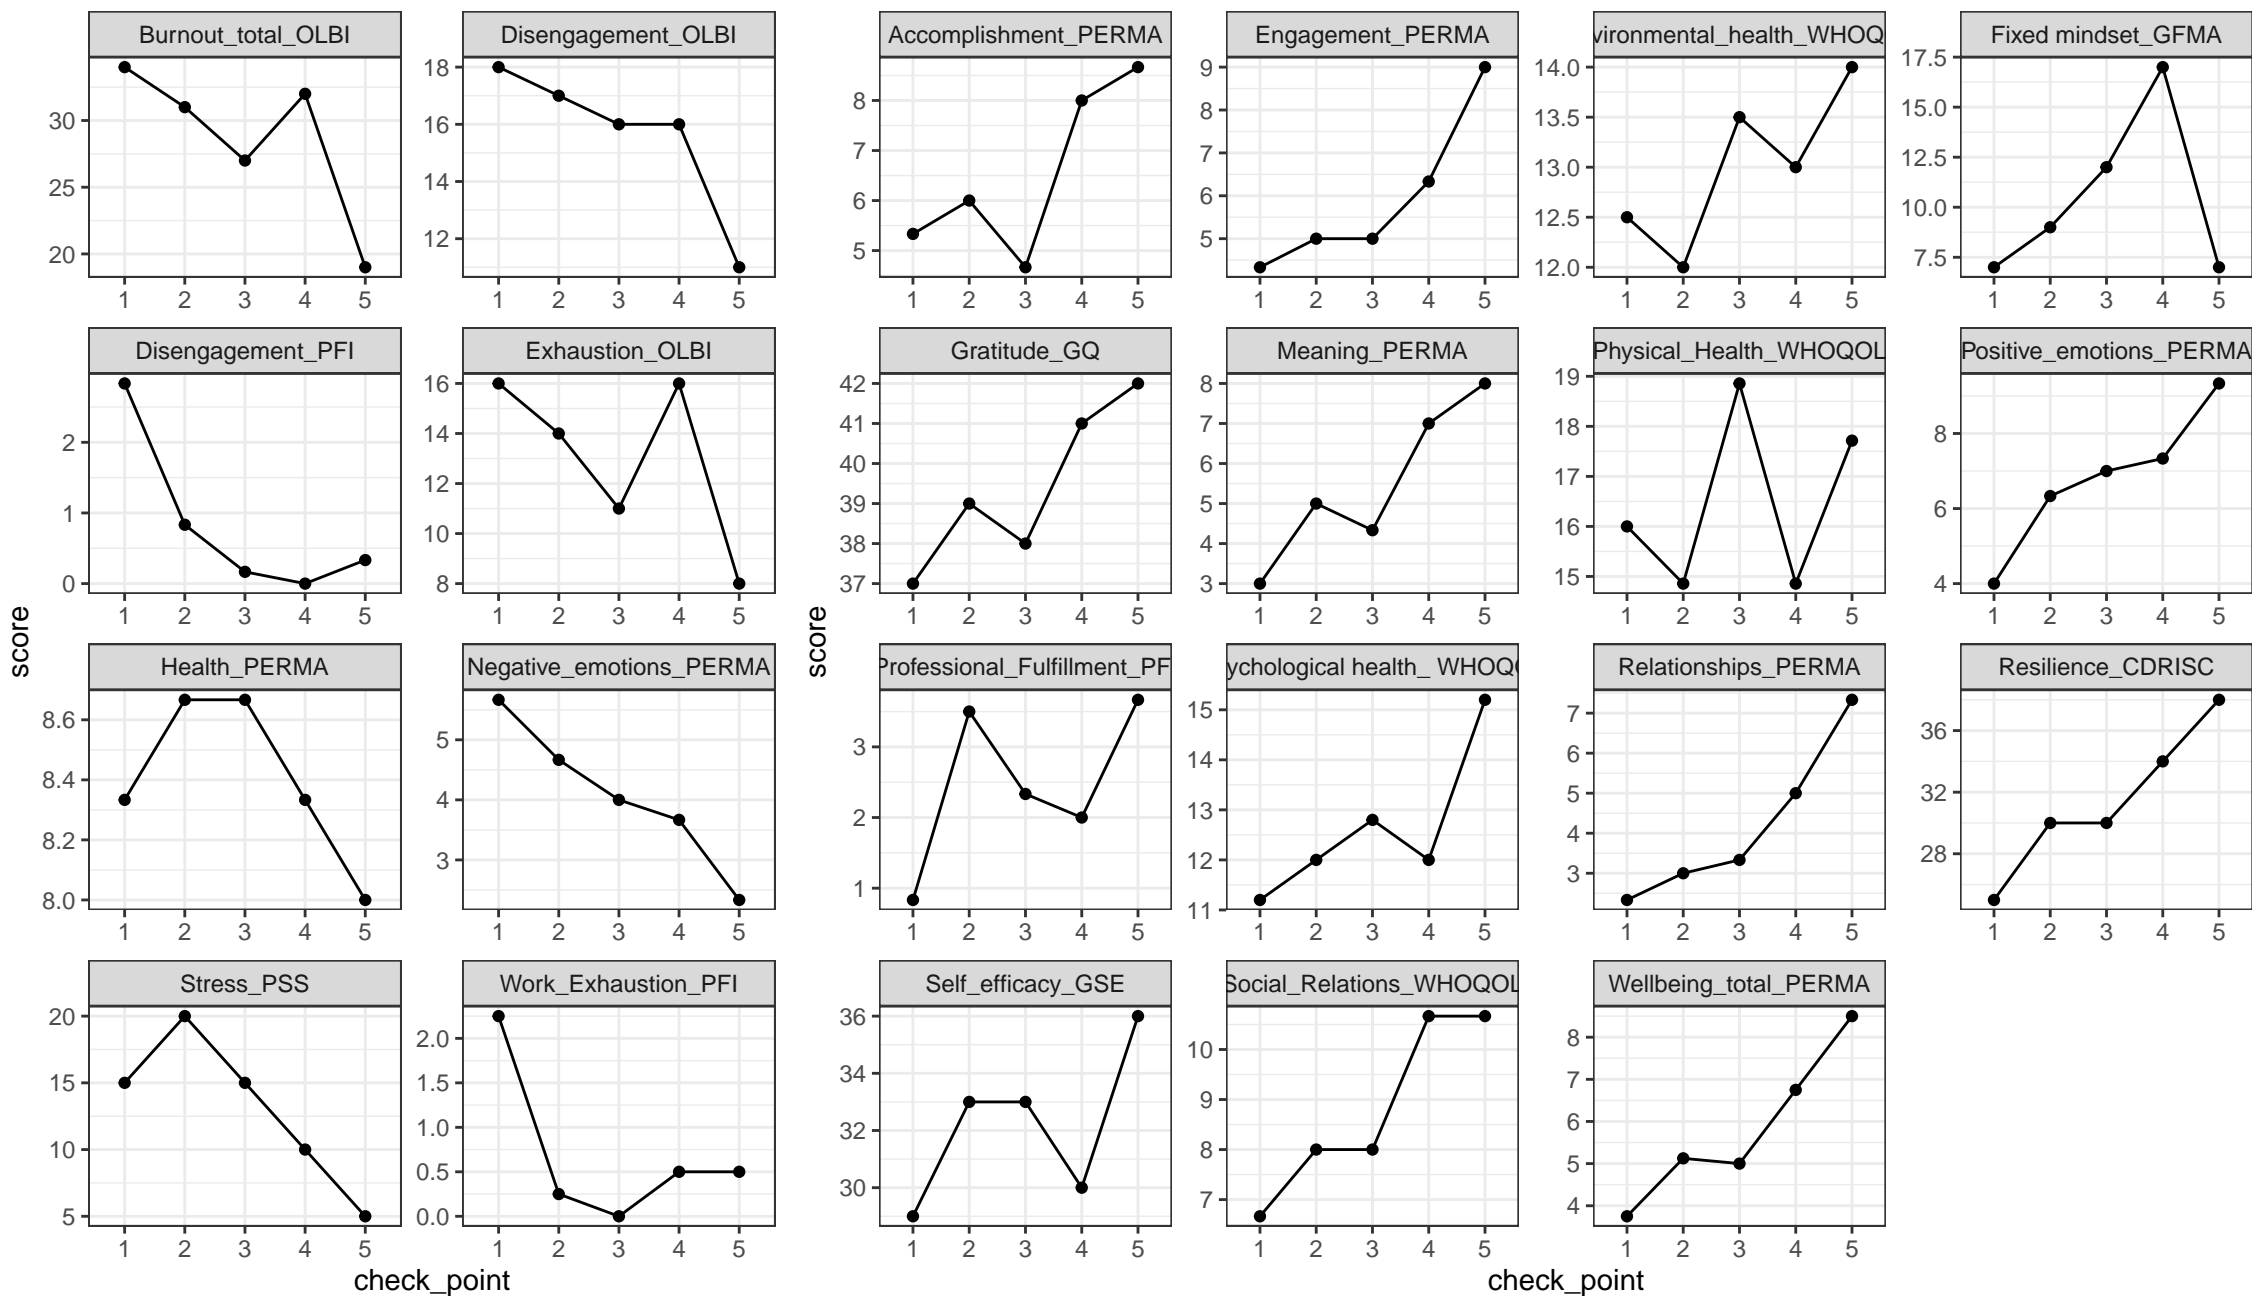 Burnout_total_OLBI
Disengagement_OLBI
Accomplishment_PERMA
Engagement_PERMA
vironmental_health_WHOQ
Fixed mindset_GFMA
30
25
20
1 2 3 4 5
18
16
14
12
1 2 3 4 5
8
7
6
5
1 2 3 4 5
9
8
7
6
5
1 2 3 4 5
14.0
13.5
13.0
12.5
12.0
1 2 3 4 5
17.5
15.0
12.5
10.0
7.5
1 2 3 4 5
Disengagement_PFI
Exhaustion_OLBI
Gratitude_GQ
Meaning_PERMA
Physical_Health_WHOQOL
Positive_emotions_PERMA
2
1
0
1 2 3 4 5
16
14
12
10
8
1 2 3 4 5
42
41
40
39
38
37
1 2 3 4 5
8
7
6
5
4
3
1 2 3 4 5
19
18
17
16
15
1 2 3 4 5
8
6
4
1 2 3 4 5
score
score
Health_PERMA
Negative_emotions_PERMA
Professional_Fulfillment_PF
ychological health_ WHOQ
Relationships_PERMA
Resilience_CDRISC
8.6
8.4
8.2
8.0
1 2 3 4 5
5
4
3
1 2 3 4 5
3
2
1
1 2 3 4 5
15
14
13
12
11
1 2 3 4 5
7
6
5
4
3
1 2 3 4 5
36
32
28
1 2 3 4 5
Stress_PSS
Work_Exhaustion_PFI
Self_efficacy_GSE
Social_Relations_WHOQOL
Wellbeing_total_PERMA
20
15
10
5
1 2 3 4 5
2.0
1.5
1.0
0.5
0.0
1 2 3 4 5
36
34
32
30
1 2 3 4 5
10
9
8
7
1 2 3 4 5
8
7
6
5
4
1 2 3 4 5
check_point
check_point